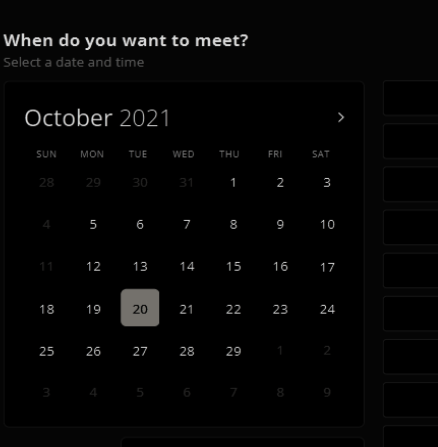 When do you want to meet?
Select a date and time
October 2021
SUN MON TUE WED THU FRI SAT
28 29 30 31 1 2 3
4 5 6 7 8 9 10
11 12 13 14 15 16 17
18 19 20 21 22 23 24
25 26 27 28 29 1 2
3 4 5 6 7 8 9